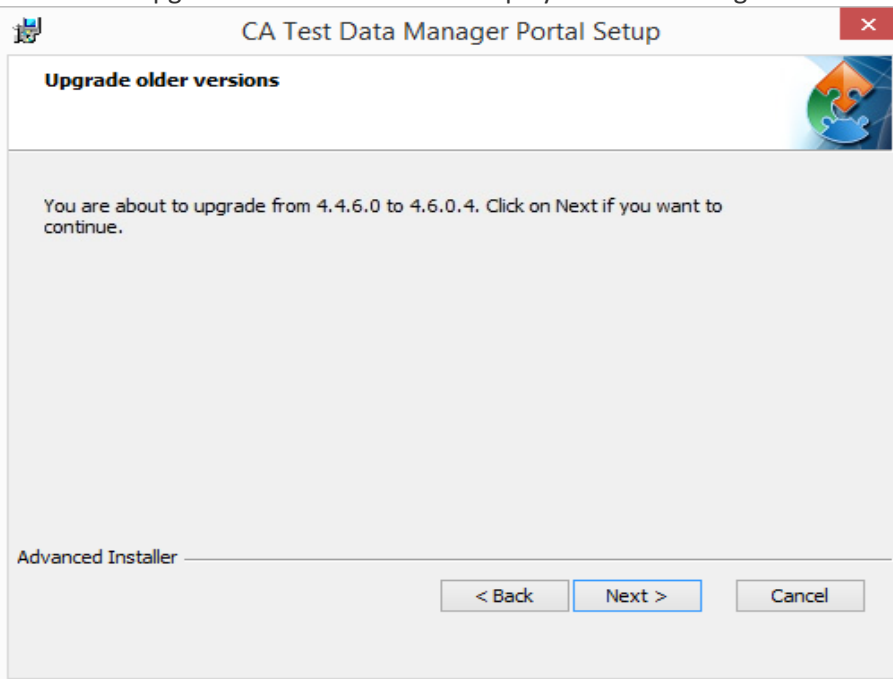 CA Test Data Manager Portal Setup
Upgrade older versions
You are about to upgrade from 4.4.6.0 to 4.6.0.4. Click on Next if you want to
continue.
Advanced Installer
< Back Next > Cancel